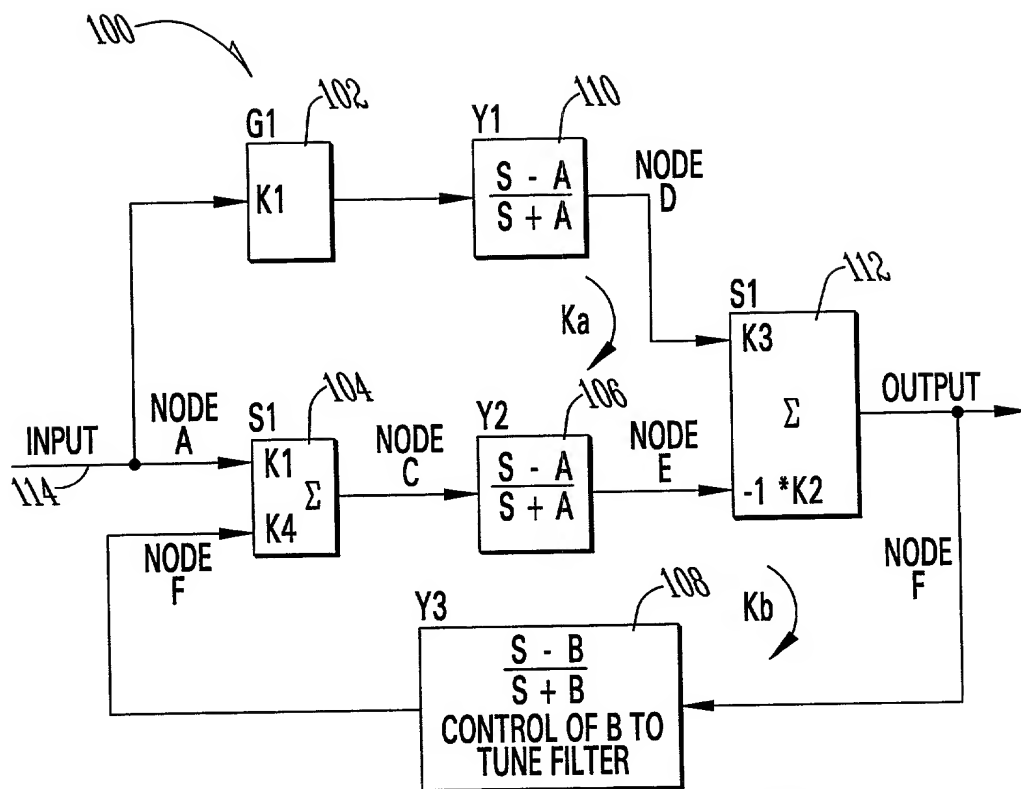 100
102
G1
K1
110
Y1
S - A
S + A
NODE
D
112
S1
K3
Σ
-1 *K2
OUTPUT
Ka
INPUT
114
NODE
A
104
S1
K1
Σ
K4
NODE
F
NODE
C
106
Y2
S - A
S + A
NODE
E
NODE
F
Kb
108
Y3
S - B
S + B
CONTROL OF B TO
TUNE FILTER